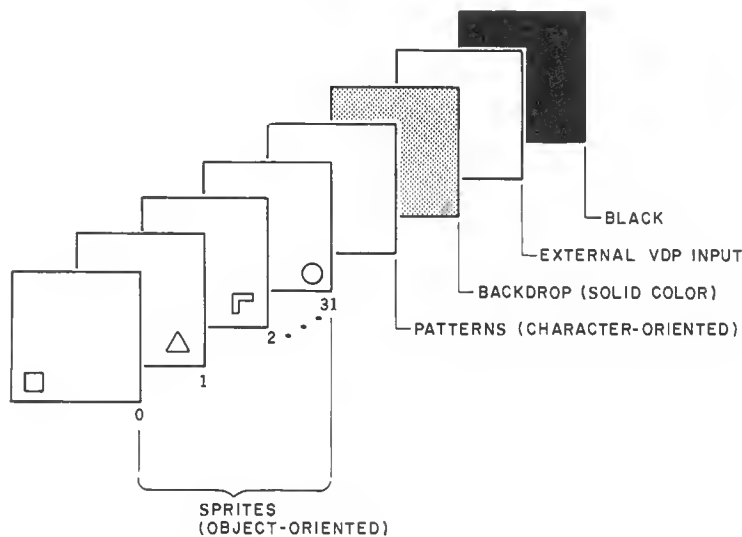 BLACK
EXTERNAL VDP INPUT
BACKDROP (SOLID COLOR)
PATTERNS (CHARACTER-ORIENTED)
31
2
1
0
SPRITES
(OBJECT-ORIENTED)